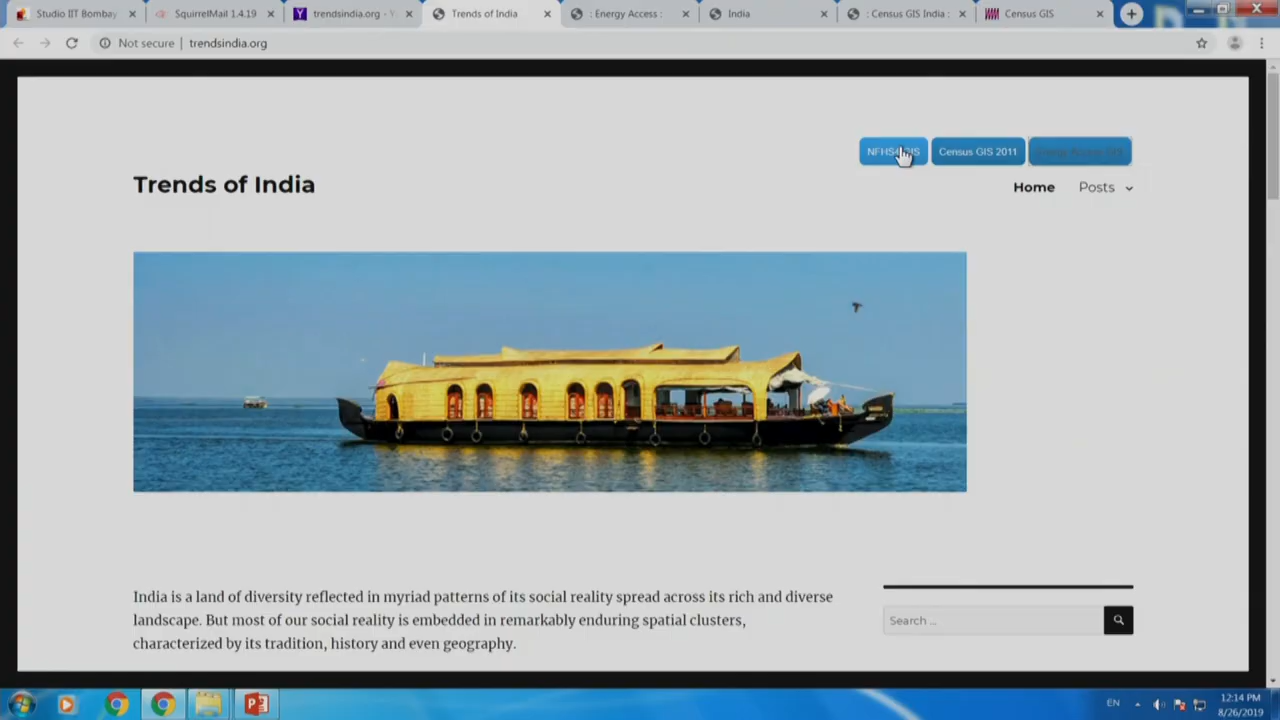 Studio IIT Bombay
SquirrelMail 1.4.19
trendsindia.org - Y
Trends of India
: Energy Access :
India
: Census GIS India :
Census GIS
Not secure | trendsindia.org
Census GIS 2011
Trends of India
Home Posts
India is a land of diversity reflected in myriad patterns of its social reality spread across its rich and diverse
landscape. But most of our social reality is embedded in remarkably enduring spatial clusters,
characterized by its tradition, history and even geography.
Search ...
EN
12:14 PM
8/26/2019